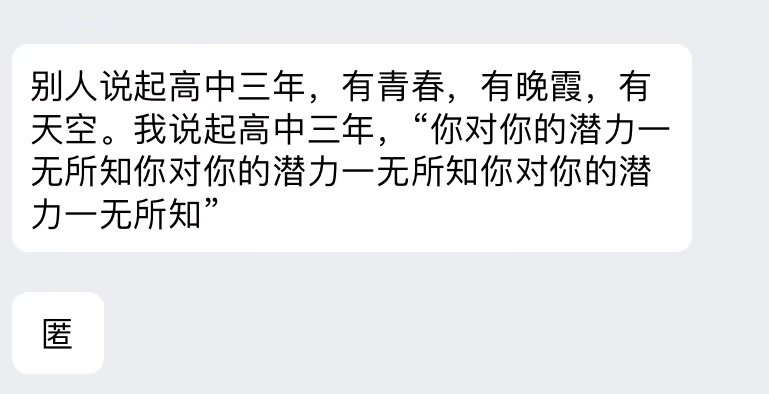 别人说起高中三年，有青春，有晚霞，有
天空。我说起高中三年，“你对你的潜力一
无所知你对你的潜力一无所知你对你的潜
力一无所知”
匿